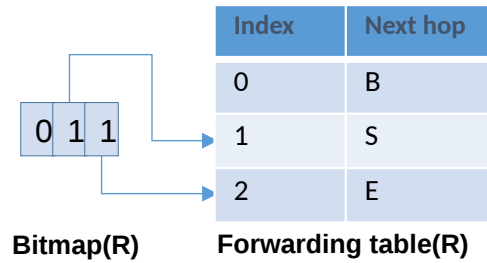 Index Next hop
0 B
0 1 1
1 S
2 E
Bitmap(R) Forwarding table(R)